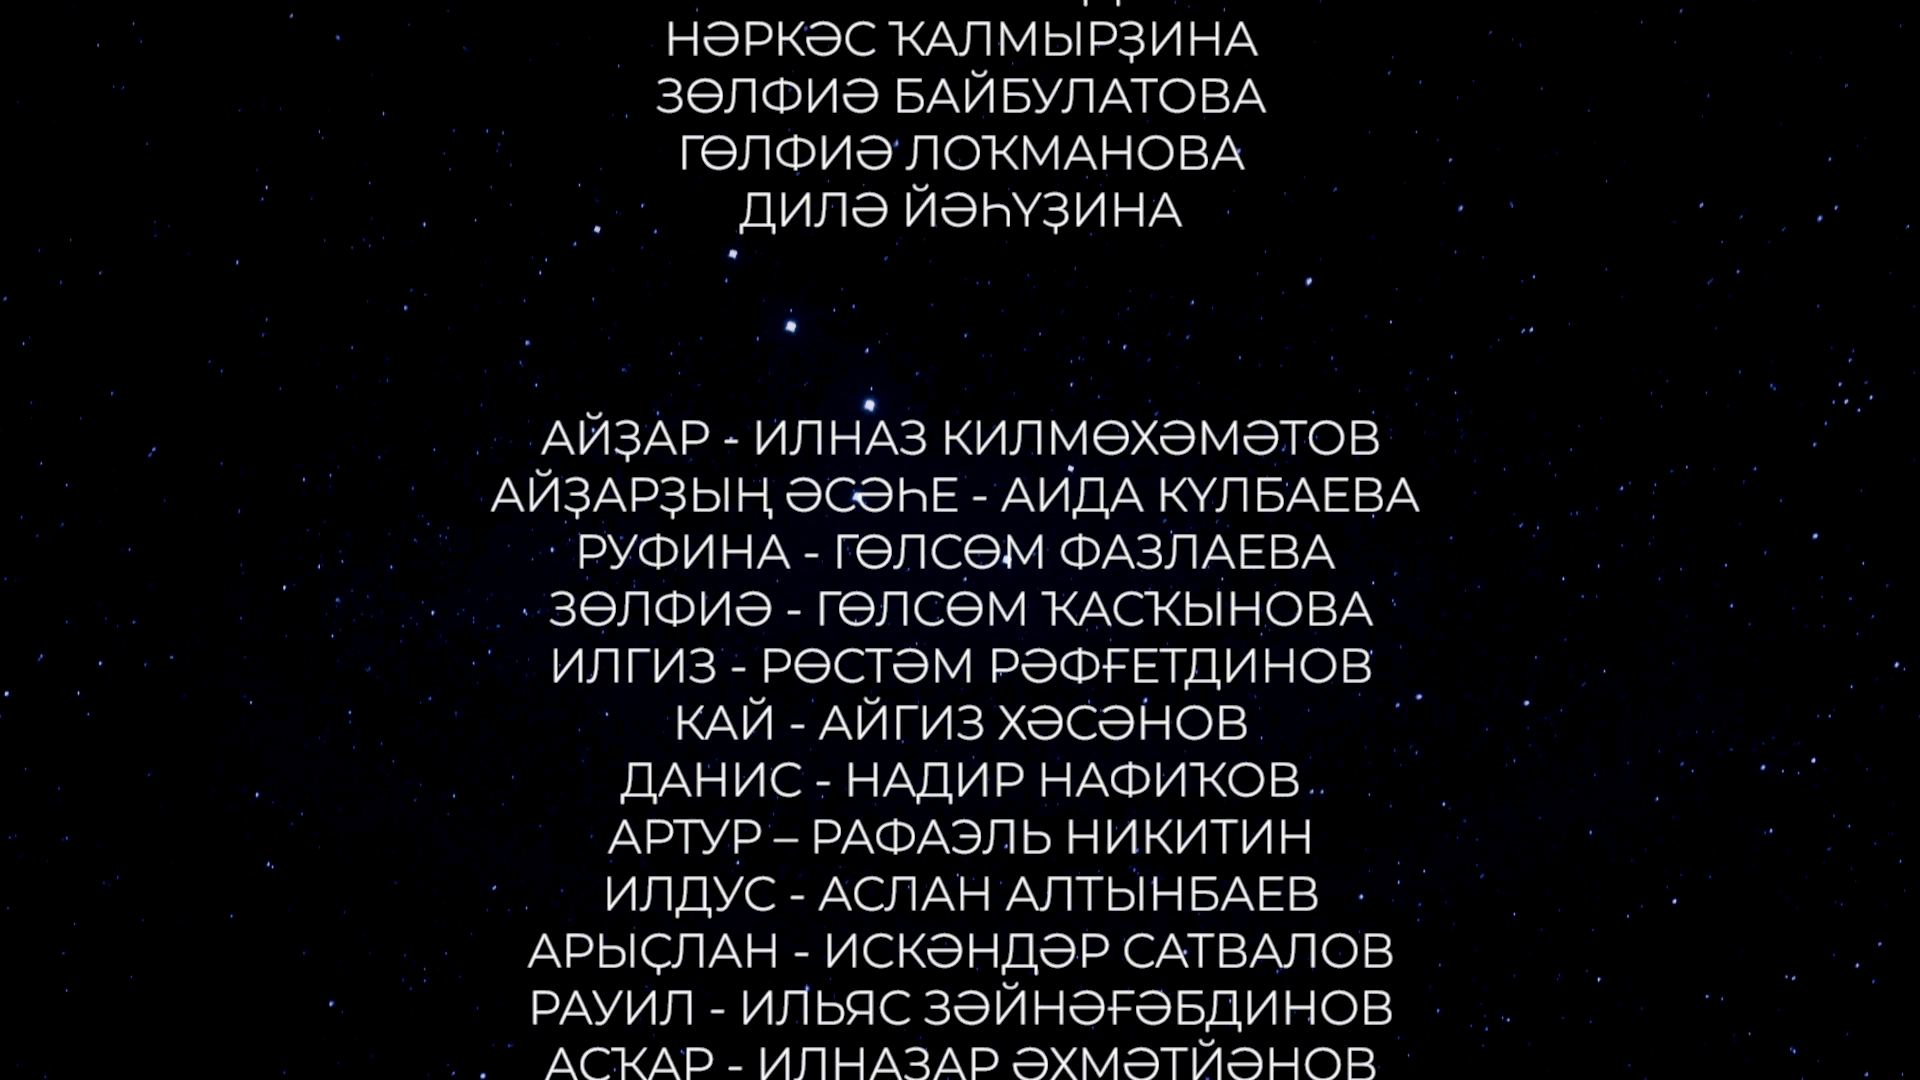 НӘРКӘС ҠАЛМЫРҘИНА
ЗӨЛФИӘ БАЙБУЛАТОВА
ГӨЛФИӘ ЛОҠМАНОВА
ДИЛӘ ЙӘҺҮҘИНА
АЙҘАР - ИЛНАЗ КИЛМӨХӘМӘТОВ
АЙҘАРҘЫҢ ӘСӘҺЕ - АИДА КҮЛБАЕВА
РУФИНА - ГӨЛСӨМ ФАЗЛАЕВА
ЗӨЛФИӘ - ГӨЛСӨМ ҠАСҠЫНОВА
ИЛГИЗ - РӨСТӘМ РӘФҒЕТДИНОВ
КАЙ - АЙГИЗ ХӘСӘНОВ
ДАНИС - НАДИР НАФИҠОВ
АРТУР – РАФАЭЛЬ НИКИТИН
ИЛДУС - АСЛАН АЛТЫНБАЕВ
АРЫҪЛАН - ИСКӘНДӘР САТВАЛОВ
РАУИЛ - ИЛЬЯС ЗӘЙНӘҒӘБДИНОВ
АСҠАР - ИЛНАЗАР ӘХМӘТЙӘНОВ